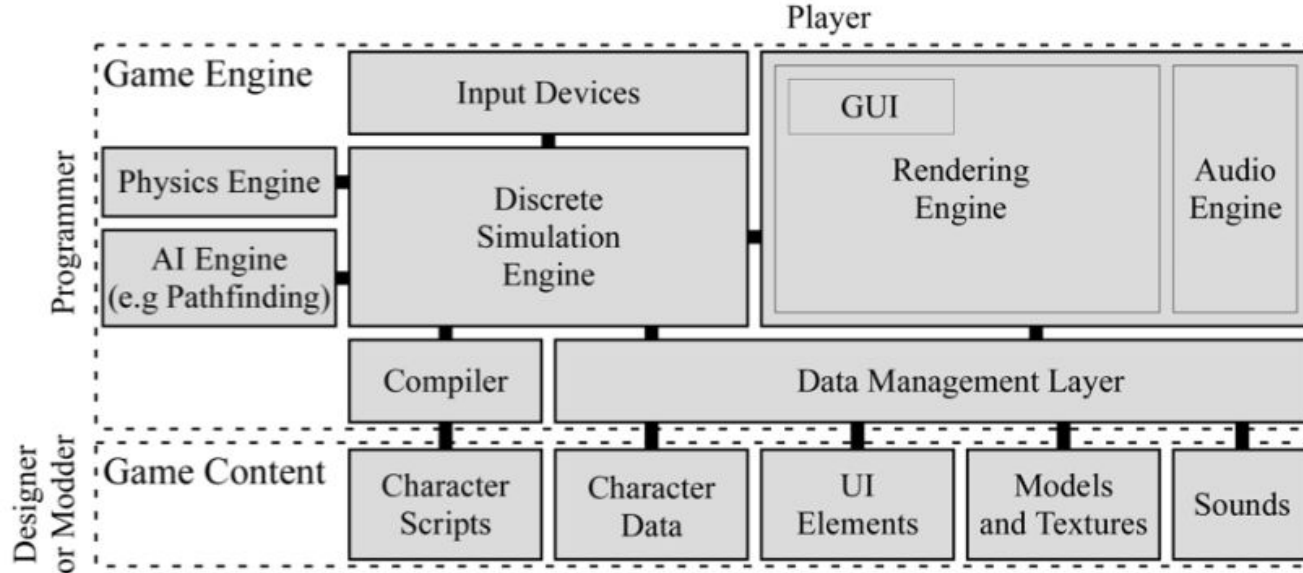 Player
Game Engine
Input Devices
GUI
Rendering
Engine
Audio
Engine
Programmer
Physics Engine
Discrete
Simulation
Engine
AI Engine
(e.g Pathfinding)
Compiler
Data Management Layer
Designer
or Modder
Game Content
Character
Scripts
Character
Data
UI
Elements
Models
and Textures
Sounds